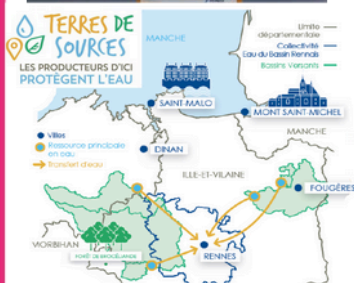 TERRES DE
SOURCES
LES PRODUCTEURS D'ICI
PROTÈGENT L'EAU
MANCHE
Limite
départementale
Collectivité
Eau du Bassin Rennais
Bassins Versants
SAINT-MALO
MONT SAINT MICHEL
MANCHE
Villes
Ressource principale
en eau
Transfert d'eau
DINAN
ILLE-ET-VILAINE
FOUGÈRES
MORBIHAN
FORÊT DE BROCÉLIANDE
RENNES